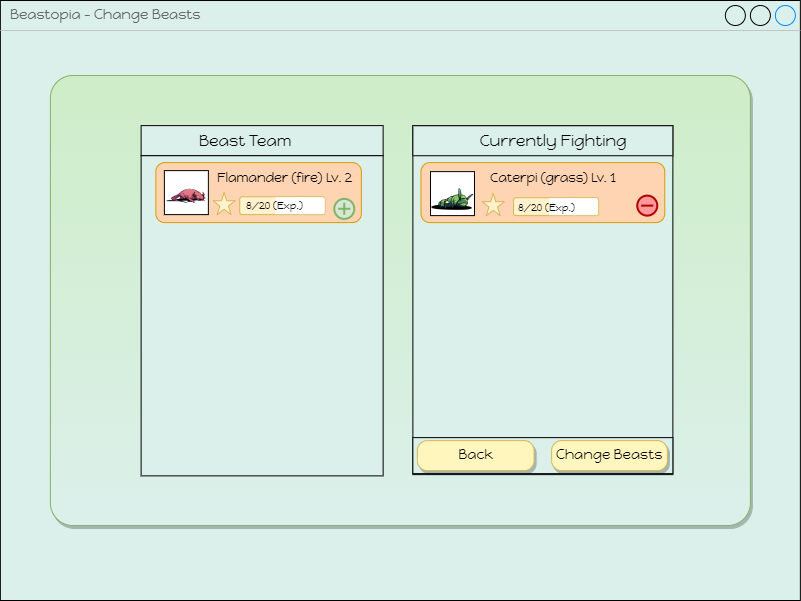 Beastopia - Change Beasts
Beast Team
Flamander (fire) Lv. 2
8/20 (Exp.)
Currently Fighting
Caterpi (grass) Lv. 1
8/20 (Exp.)
Back
Change Beasts